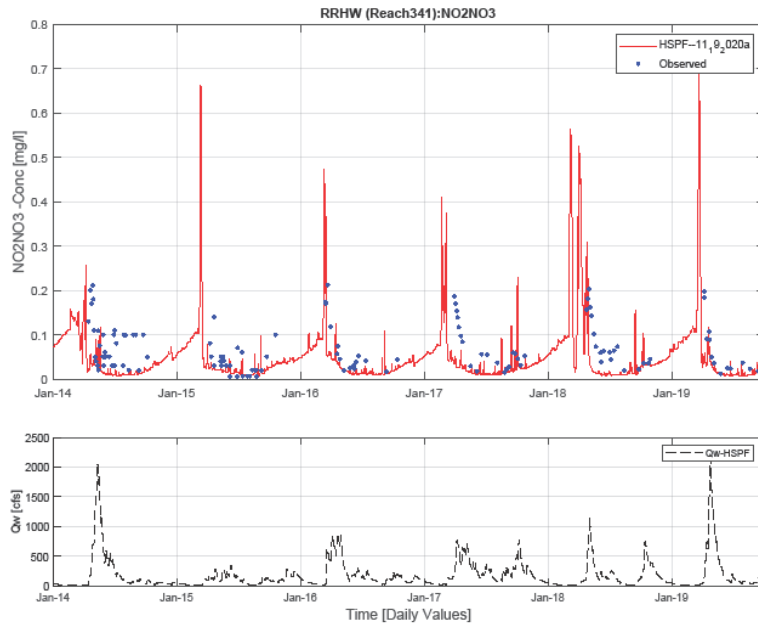 RRHW (Reach341):NO2NO3
0.8
0.7
0.6
0.5
0.4
0.3
0.2
0.1
0
NO2NO3 -Conc [mg/l]
HSPF--11₁9₂020a
Observed
Jan-14 Jan-15 Jan-16 Jan-17 Jan-18 Jan-19
2500
2000
1500
1000
500
0
Qw [cfs]
Qw-HSPF
Jan-14 Jan-15 Jan-16 Jan-17 Jan-18 Jan-19
Time [Daily Values]